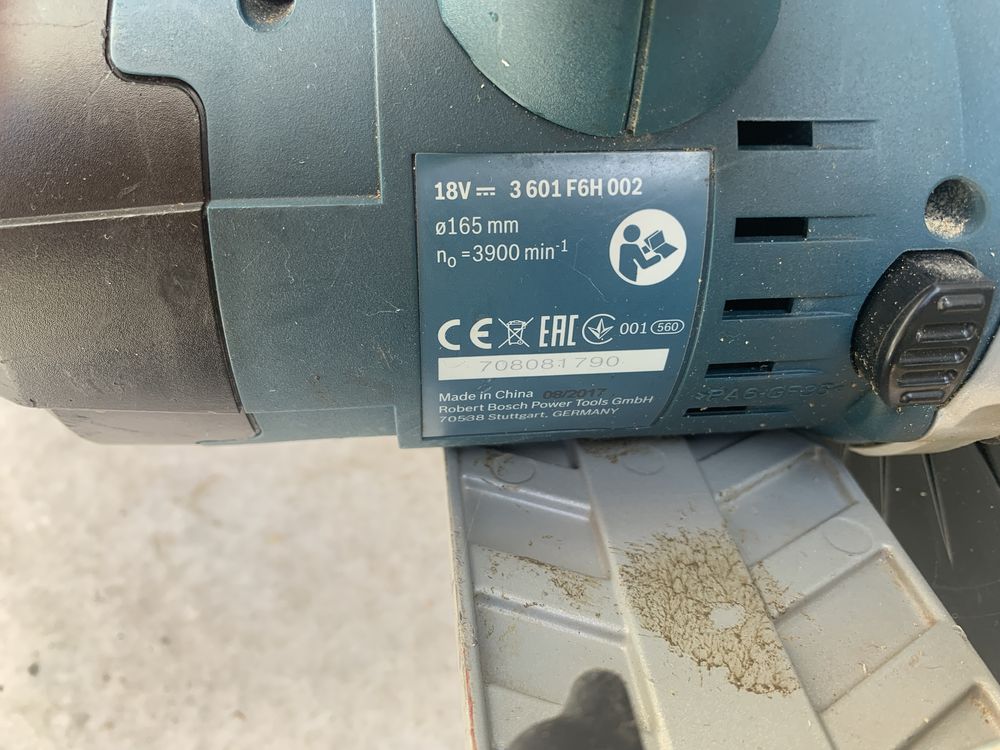 18V ⎓ 3 601 F6H 002
ø165 mm
n₀ =3900 min⁻¹
CE EAC 001 560
708081790
Made in China 08/2017
Robert Bosch Power Tools GmbH
70538 Stuttgart, GERMANY